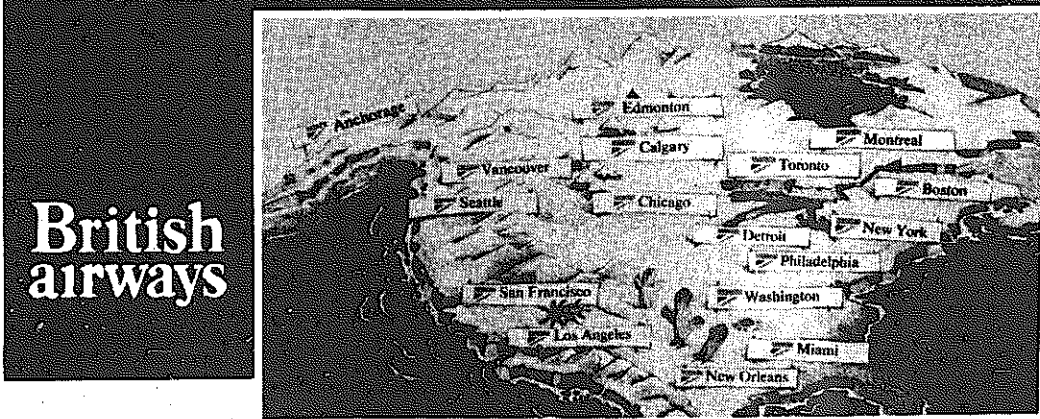 British
airways
Anchorage
Edmonton
Calgary
Montreal
Vancouver
Toronto
Seattle
Chicago
Boston
Detroit
New York
Philadelphia
San Francisco
Washington
Los Angeles
Miami
New Orleans